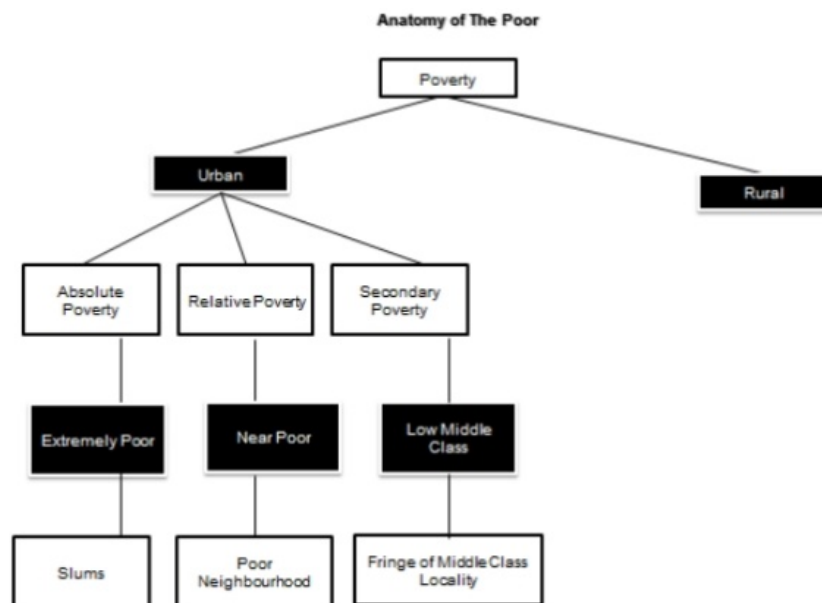 Anatomy of The Poor
Poverty
Urban
Rural
Absolute
Poverty
Relative Poverty
Secondary
Poverty
Extremely Poor
Near Poor
Low Middle
Class
Slums
Poor
Neighbourhood
Fringe of Middle Class
Locality